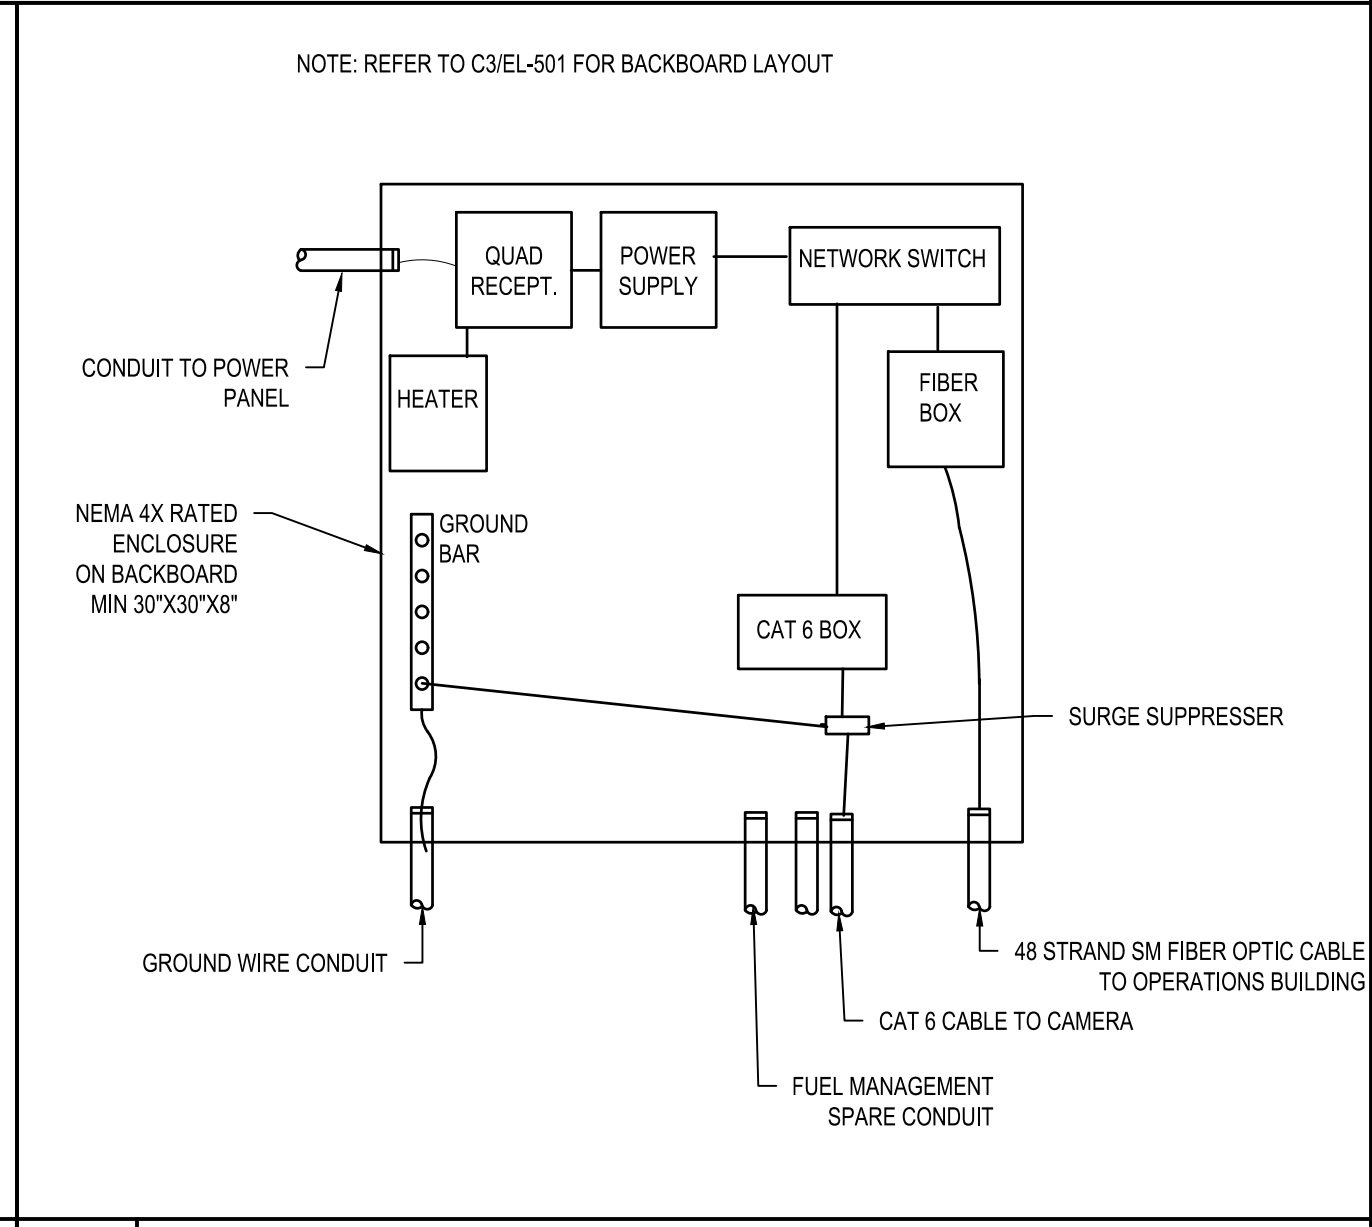 NOTE: REFER TO C3/EL-501 FOR BACKBOARD LAYOUT
QUAD
RECEPT.
POWER
SUPPLY
NETWORK SWITCH
CONDUIT TO POWER
PANEL
HEATER
FIBER
BOX
NEMA 4X RATED
ENCLOSURE
ON BACKBOARD
MIN 30"X30"X8"
GROUND
BAR
CAT 6 BOX
SURGE SUPPRESSER
GROUND WIRE CONDUIT
48 STRAND SM FIBER OPTIC CABLE
TO OPERATIONS BUILDING
CAT 6 CABLE TO CAMERA
FUEL MANAGEMENT
SPARE CONDUIT